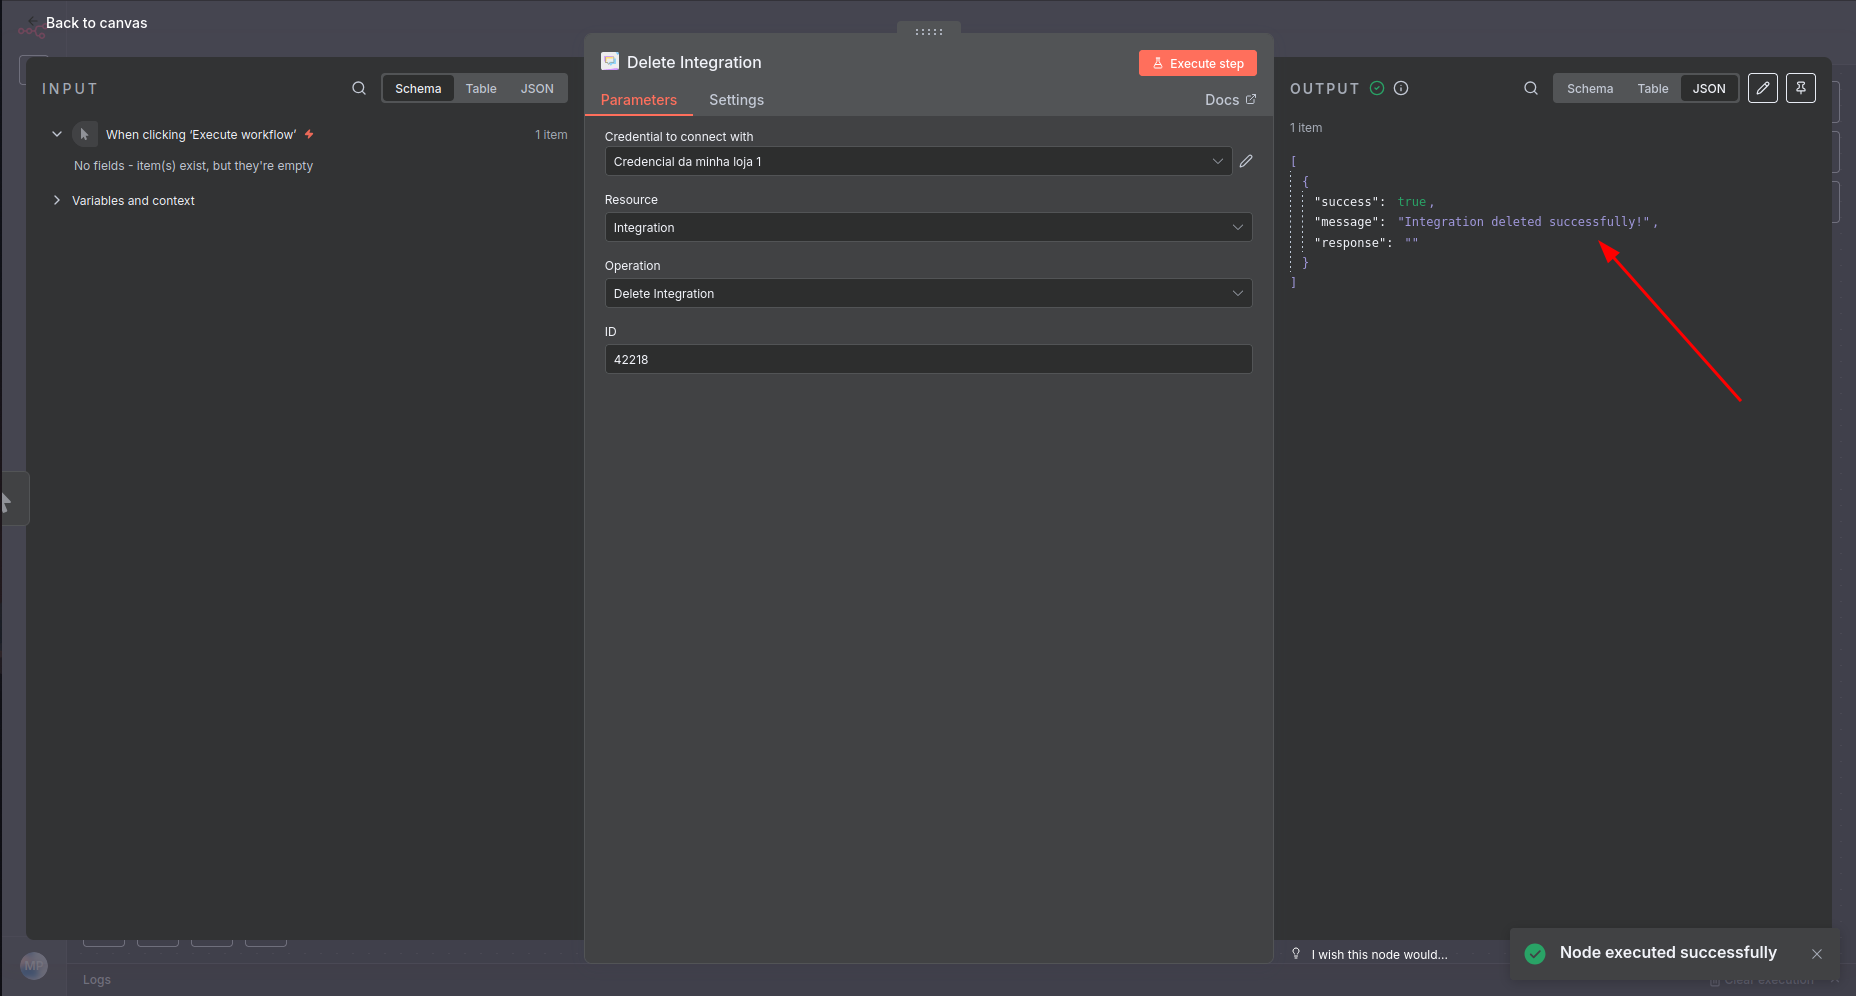 Back to canvas
INPUT
Schema
Table
JSON
When clicking ‘Execute workflow’
1 item
No fields - item(s) exist, but they're empty
Variables and context
Delete Integration
Execute step
Parameters
Settings
Docs
Credential to connect with
Credencial da minha loja 1
Resource
Integration
Operation
Delete Integration
ID
42218
OUTPUT
Schema
Table
JSON
1 item
[
{
"success": true,
"message": "Integration deleted successfully!",
"response": ""
}
]
I wish this node would...
Node executed successfully
MP
Logs
Clear execution